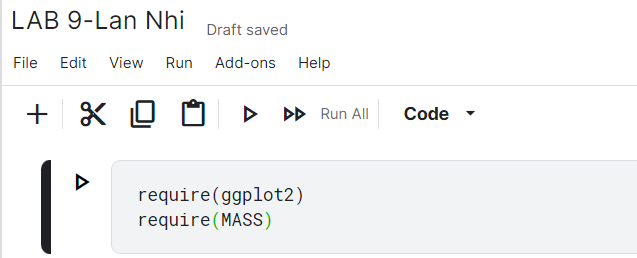 LAB 9-Lan Nhi Draft saved
File Edit View Run Add-ons Help
Run All Code
require(ggplot2)
require(MASS)